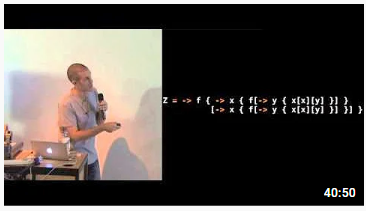 Z = -> f { -> x { f[-> y { x[x][y] }] }
[-> x { f[-> y { x[x][y] }] }] }
40:50